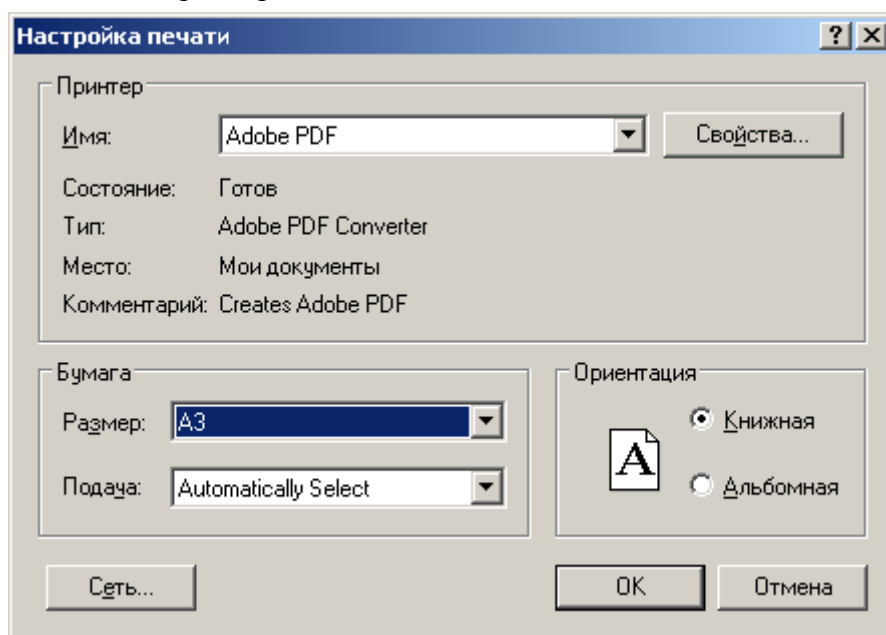 Настройка печати
Принтер
Имя: Adobe PDF Свойства...
Состояние: Готов
Тип: Adobe PDF Converter
Место: Мои документы
Комментарий: Creates Adobe PDF
Бумага
Размер: A3
Подача: Automatically Select
Ориентация
A
Книжная
Альбомная
Сеть... OK Отмена